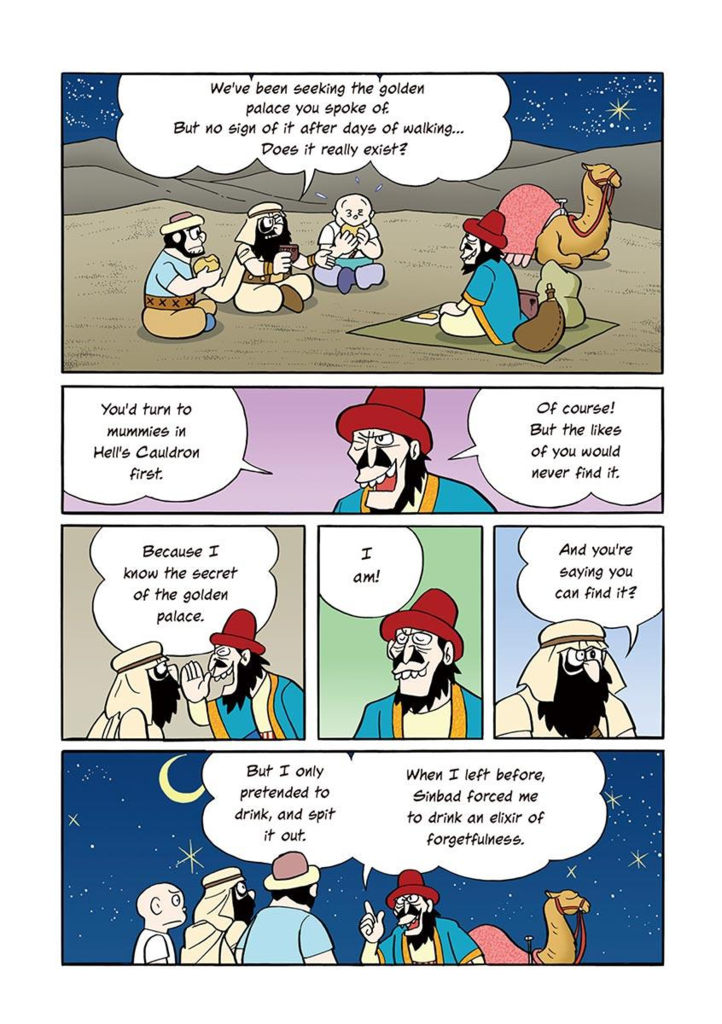 We've been seeking the golden
palace you spoke of.
But no sign of it after days of walking...
Does it really exist?
Of course!
But the likes
of you would
never find it.
You'd turn to
mummies in
Hell's Cauldron
first.
And you're
saying you
can find it?
I
am!
Because I
know the secret
of the golden
palace.
When I left before,
Sinbad forced me
to drink an elixir of
forgetfulness.
But I only
pretended to
drink, and spit
it out.